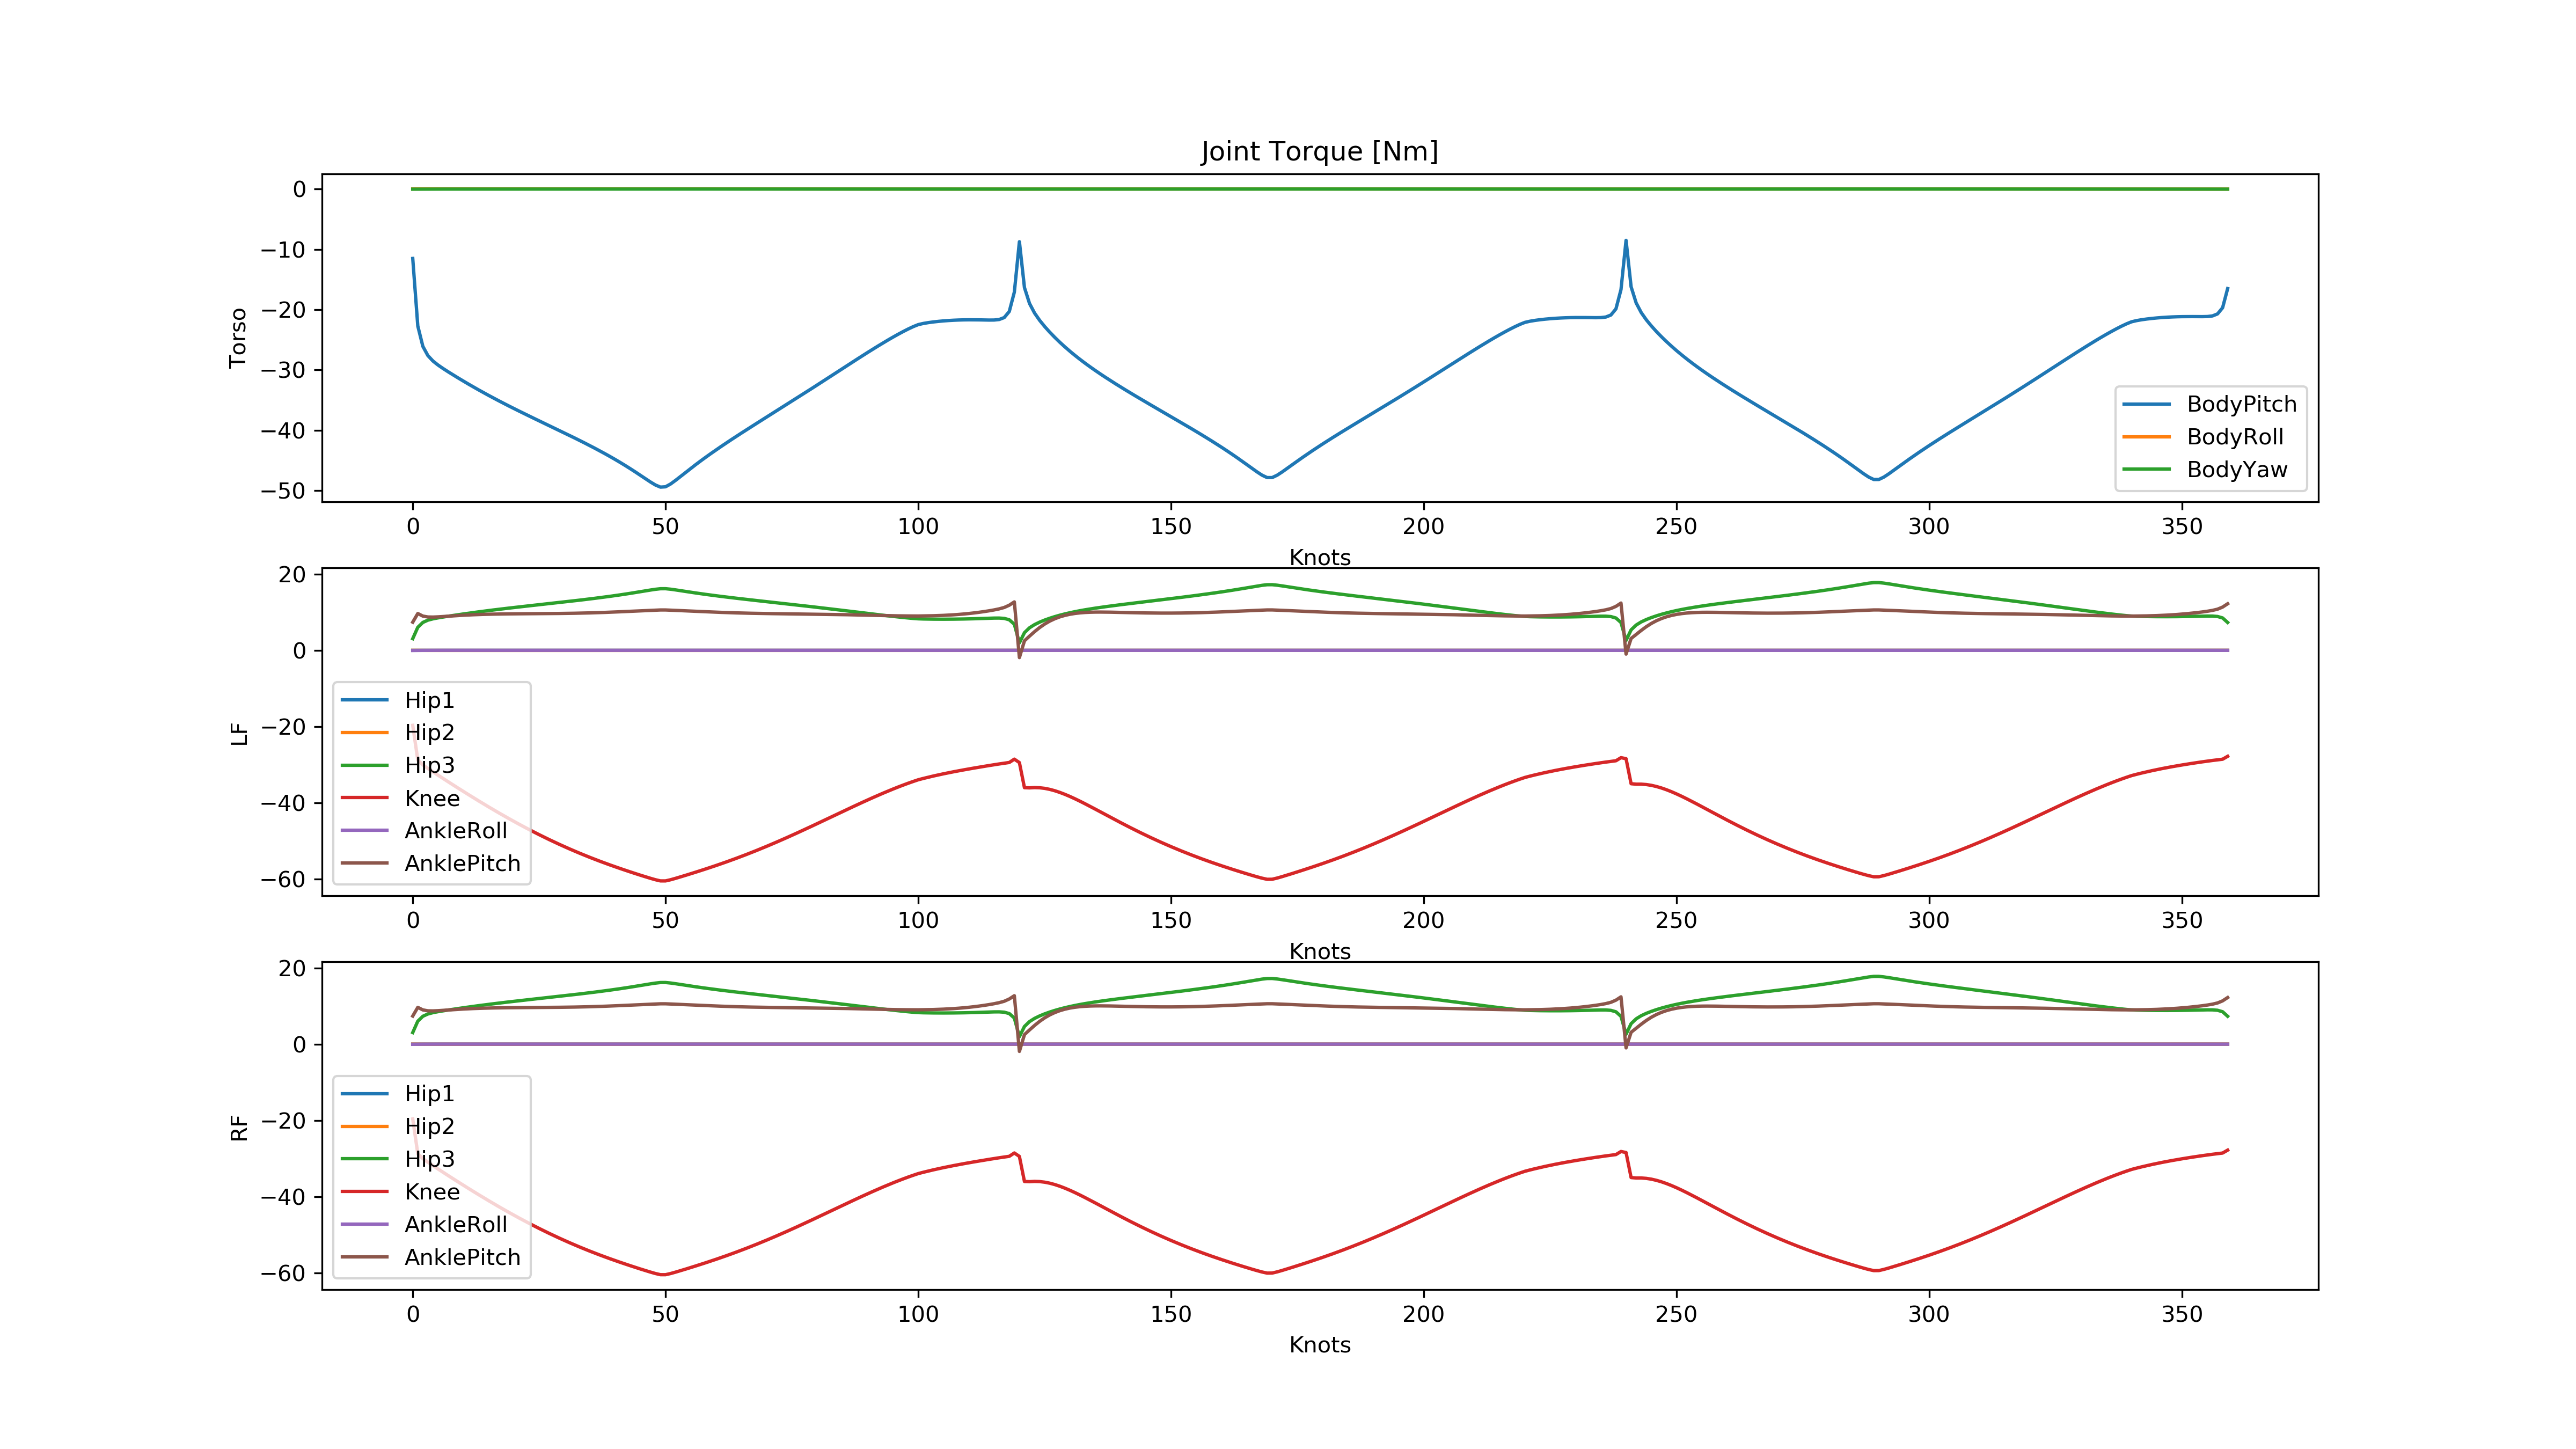 Joint Torque [Nm]
0
−10
−20
−30
−40
−50
Torso
BodyPitch
BodyRoll
BodyYaw
0 50 100 150 200 250 300 350
Knots
20
0
−20
−40
−60
LF
Hip1
Hip2
Hip3
Knee
AnkleRoll
AnklePitch
0 50 100 150 200 250 300 350
Knots
20
0
−20
−40
−60
RF
Hip1
Hip2
Hip3
Knee
AnkleRoll
AnklePitch
0 50 100 150 200 250 300 350
Knots